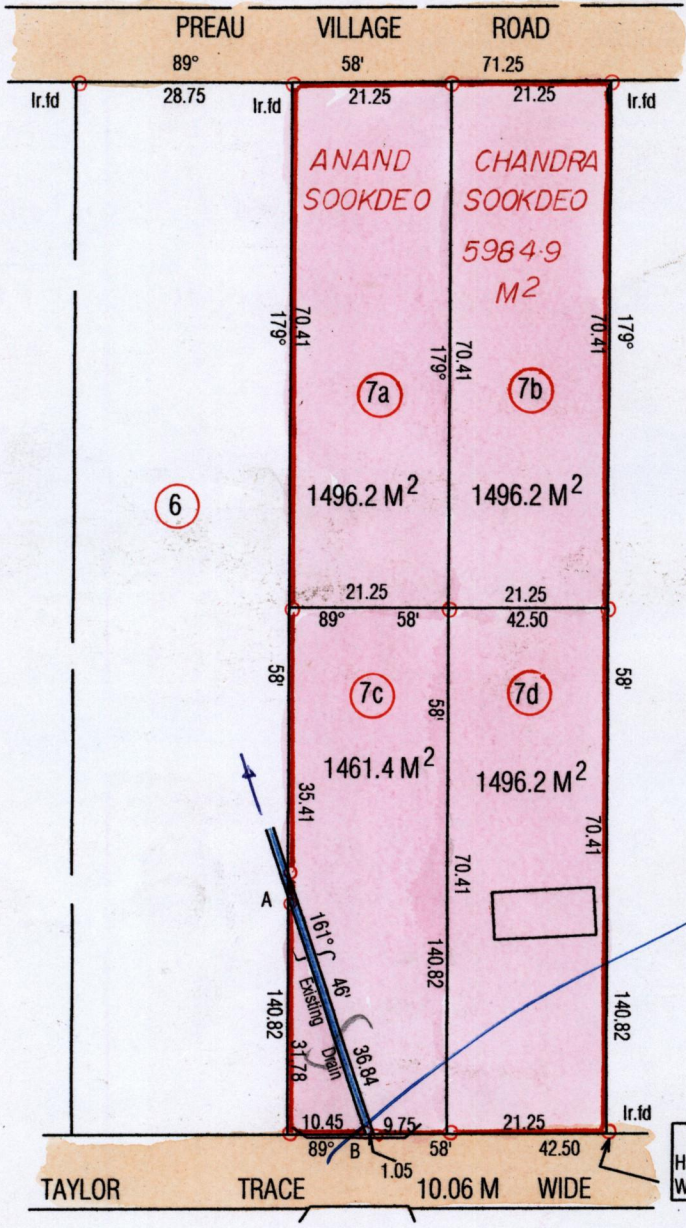 PREAU VILLAGE ROAD
89° 58' 71.25
28.75 21.25 21.25
Ir.fd Ir.fd Ir.fd
ANAND CHANDRA
SOOKDEO SOOKDEO
5984.9
M2
179° 70.41 179° 70.41 70.41 179°
7a 7b
6
1496.2 M2 1496.2 M2
21.25 21.25
89° 58' 42.50
58' 7c 58' 7d 58'
1461.4 M2 1496.2 M2
35.41 70.41 70.41
A
161° 46'
Existing Drain
140.82 31.78 36.84 140.82 140.82
10.45 9.75 21.25 Ir.fd
89° B 58' 42.50
1.05
TAYLOR TRACE 10.06 M WIDE
H
W